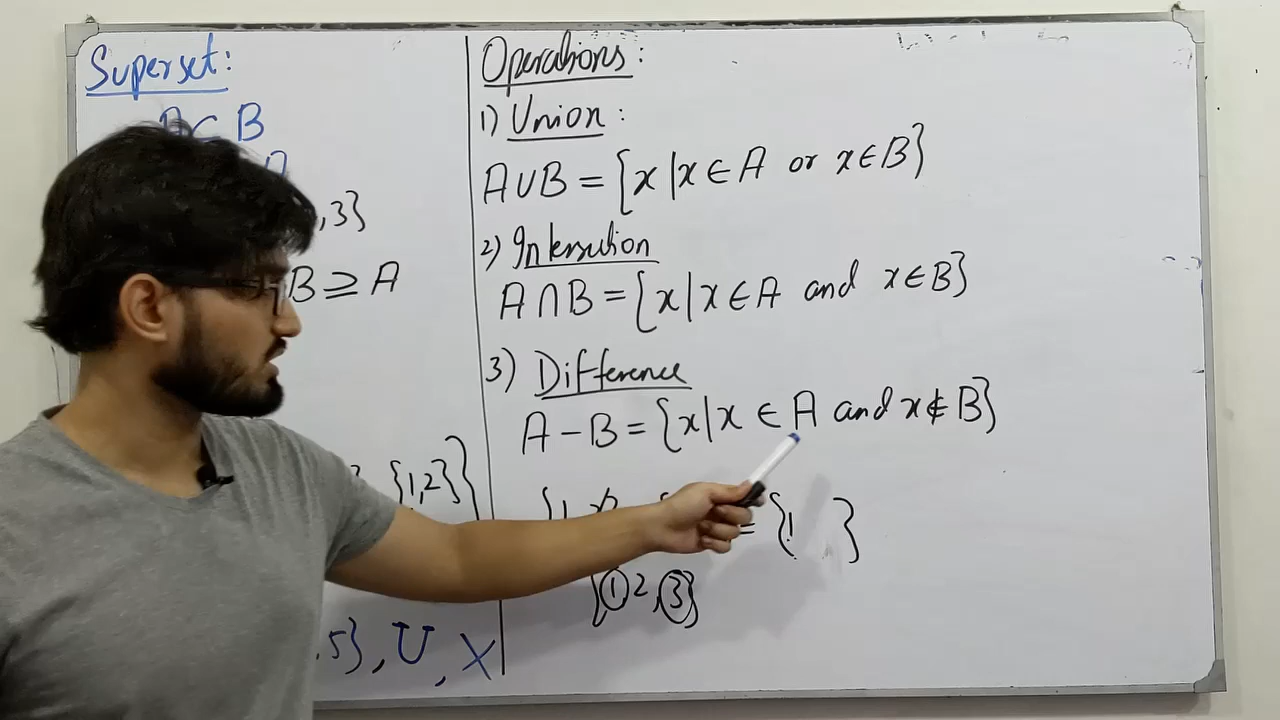 Superset:
B
,3}
B ≥ A
{1,2}}
.5}, U, X
Operations:
1) Union:
A∪B = {x | x ∈ A or x ∈ B}
2) Intersection
A ∩ B = {x | x ∈ A and x ∈ B}
3) Difference
A − B = {x | x ∈ A and x ∉ B}
= {1 }
{1 2, 3}